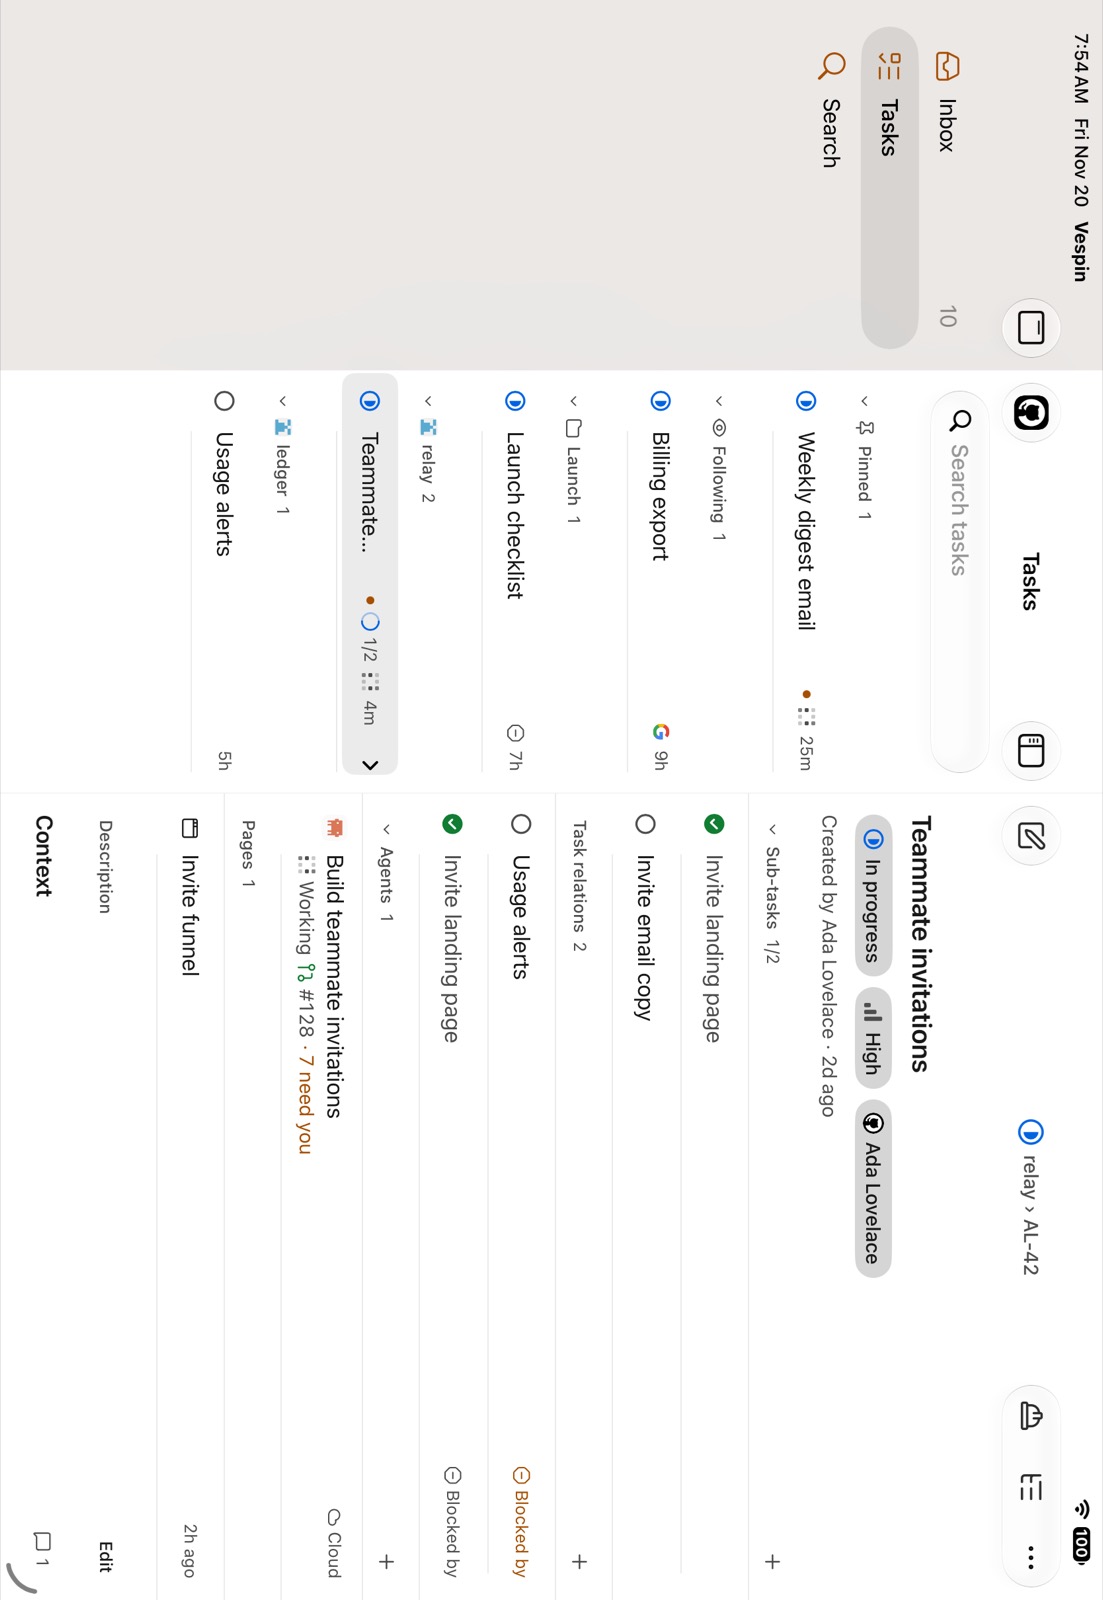 7:54 AM Fri Nov 20 Vespin
100
Inbox 10
Tasks
Search
Tasks
Search tasks
Pinned 1
Weekly digest email 25m
Following 1
Billing export 9h
Launch 1
Launch checklist 7h
relay 2
Teammate... 1/2 4m
ledger 1
Usage alerts 5h
relay › AL-42
Teammate invitations
In progress High Ada Lovelace
Created by Ada Lovelace · 2d ago
Sub-tasks 1/2
Invite landing page
Invite email copy
Task relations 2
Usage alerts Blocked by
Invite landing page Blocked by
Agents 1
Build teammate invitations Cloud
Working #128 · 7 need you
Pages 1
Invite funnel 2h ago
Description Edit
Context 1